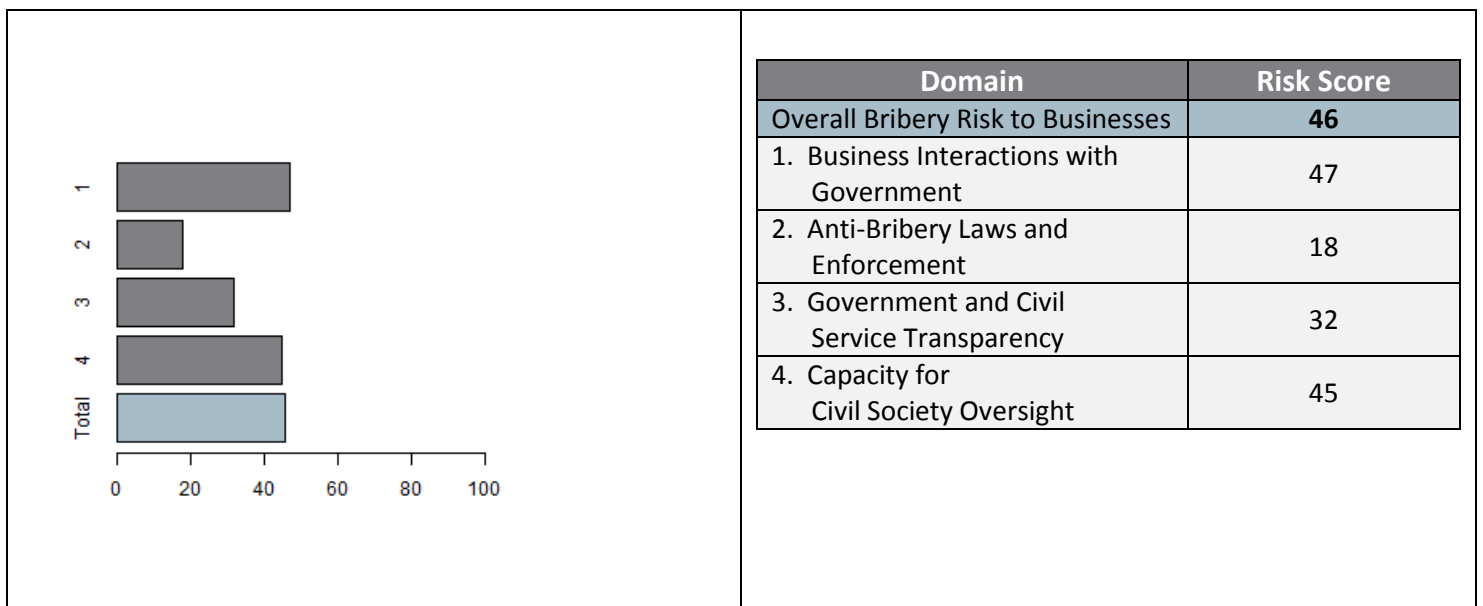 1
2
3
4
Total
0 20 40 60 80 100
Domain Risk Score
Overall Bribery Risk to Businesses 46
1. Business Interactions with
Government 47
2. Anti-Bribery Laws and
Enforcement 18
3. Government and Civil
Service Transparency 32
4. Capacity for
Civil Society Oversight 45